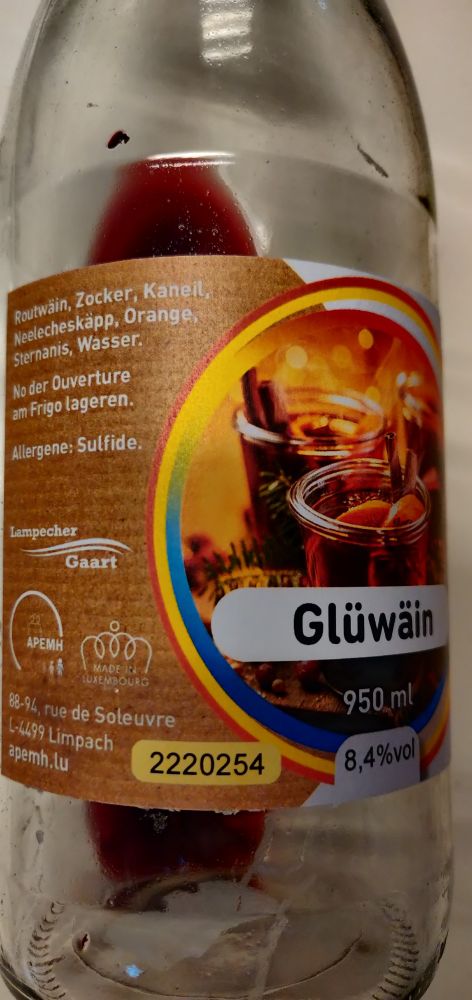 Routwäin, Zocker, Kaneil,
Neelecheskäpp, Orange,
Sternanis, Wasser.
No der Ouverture
am Frigo lageren.
Allergene: Sulfide.
Lampecher
Gaart
APEMH
MADE IN
LUXEMBOURG
88-94, rue de Soleuvre
L-4499 Limpach
apemh.lu
2220254
Glüwäin
950 ml
8,4%vol